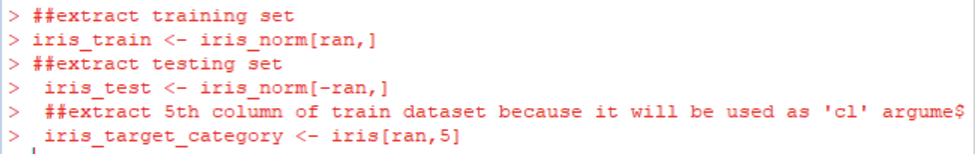 > ##extract training set
> iris_train <- iris_norm[ran,]
> ##extract testing set
>  iris_test <- iris_norm[-ran,]
>  ##extract 5th column of train dataset because it will be used as 'cl' argume$
>  iris_target_category <- iris[ran,5]